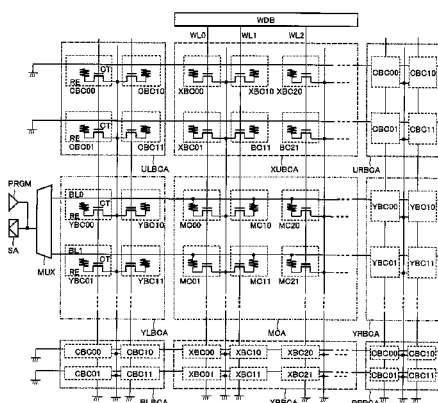 WDB
WL0 WL1 WL2
CT
RE
CBC00 CBC10 XBC00 XBC10 XBC20 CBC00 CBC10
CT
RE
CBC01 CBC11 XBC01 BC11 BC21 CBC01 CBC11
ULBCA XUBCA URBCA
PRGM
BL0
CT
RE
YBC00 YBC10 MC00 MC10 MC20 YBC00 YBC10
SA
MUX
BL1
CT
RE
YBC01 YBC11 MC01 MC11 MC21 YBC01 YBC11
YLBCA MCA YRBCA
CBC00 CBC10 XBC00 XBC10 XBC20 CBC00 CBC10
CBC01 CBC11 XBC01 XBC11 XBC21 CBC01 CBC11